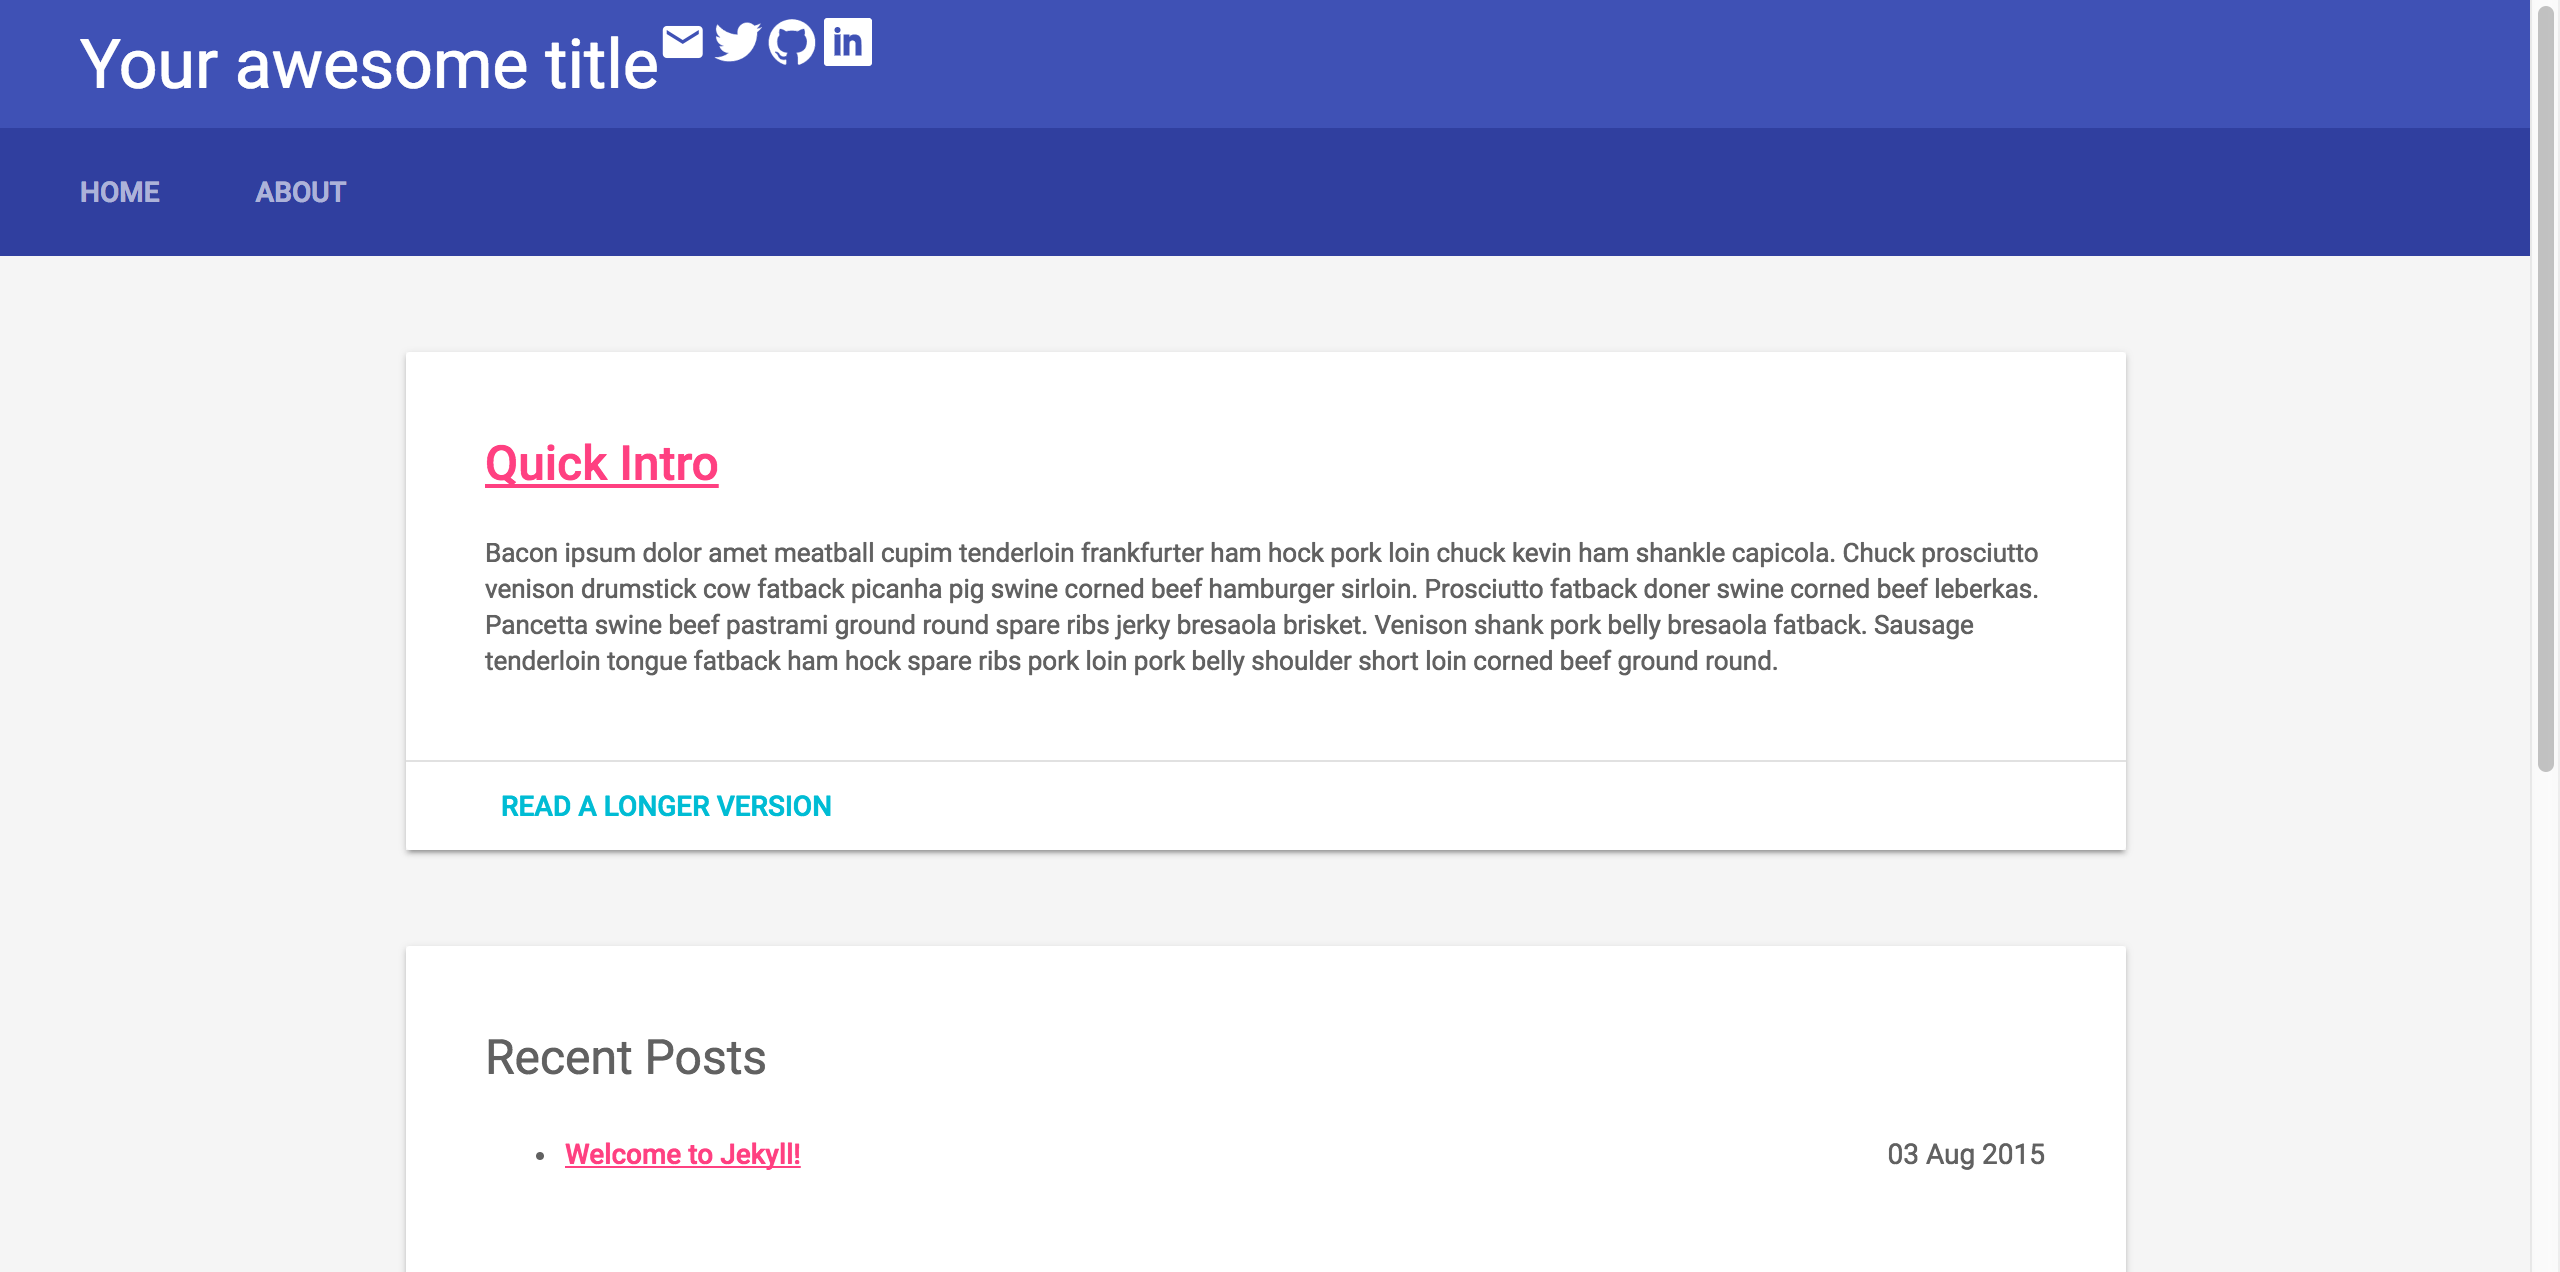 Your awesome title
in
HOME ABOUT
Quick Intro
Bacon ipsum dolor amet meatball cupim tenderloin frankfurter ham hock pork loin chuck kevin ham shankle capicola. Chuck prosciutto
venison drumstick cow fatback picanha pig swine corned beef hamburger sirloin. Prosciutto fatback doner swine corned beef leberkas.
Pancetta swine beef pastrami ground round spare ribs jerky bresaola brisket. Venison shank pork belly bresaola fatback. Sausage
tenderloin tongue fatback ham hock spare ribs pork loin pork belly shoulder short loin corned beef ground round.
READ A LONGER VERSION
Recent Posts
• Welcome to Jekyll! 03 Aug 2015